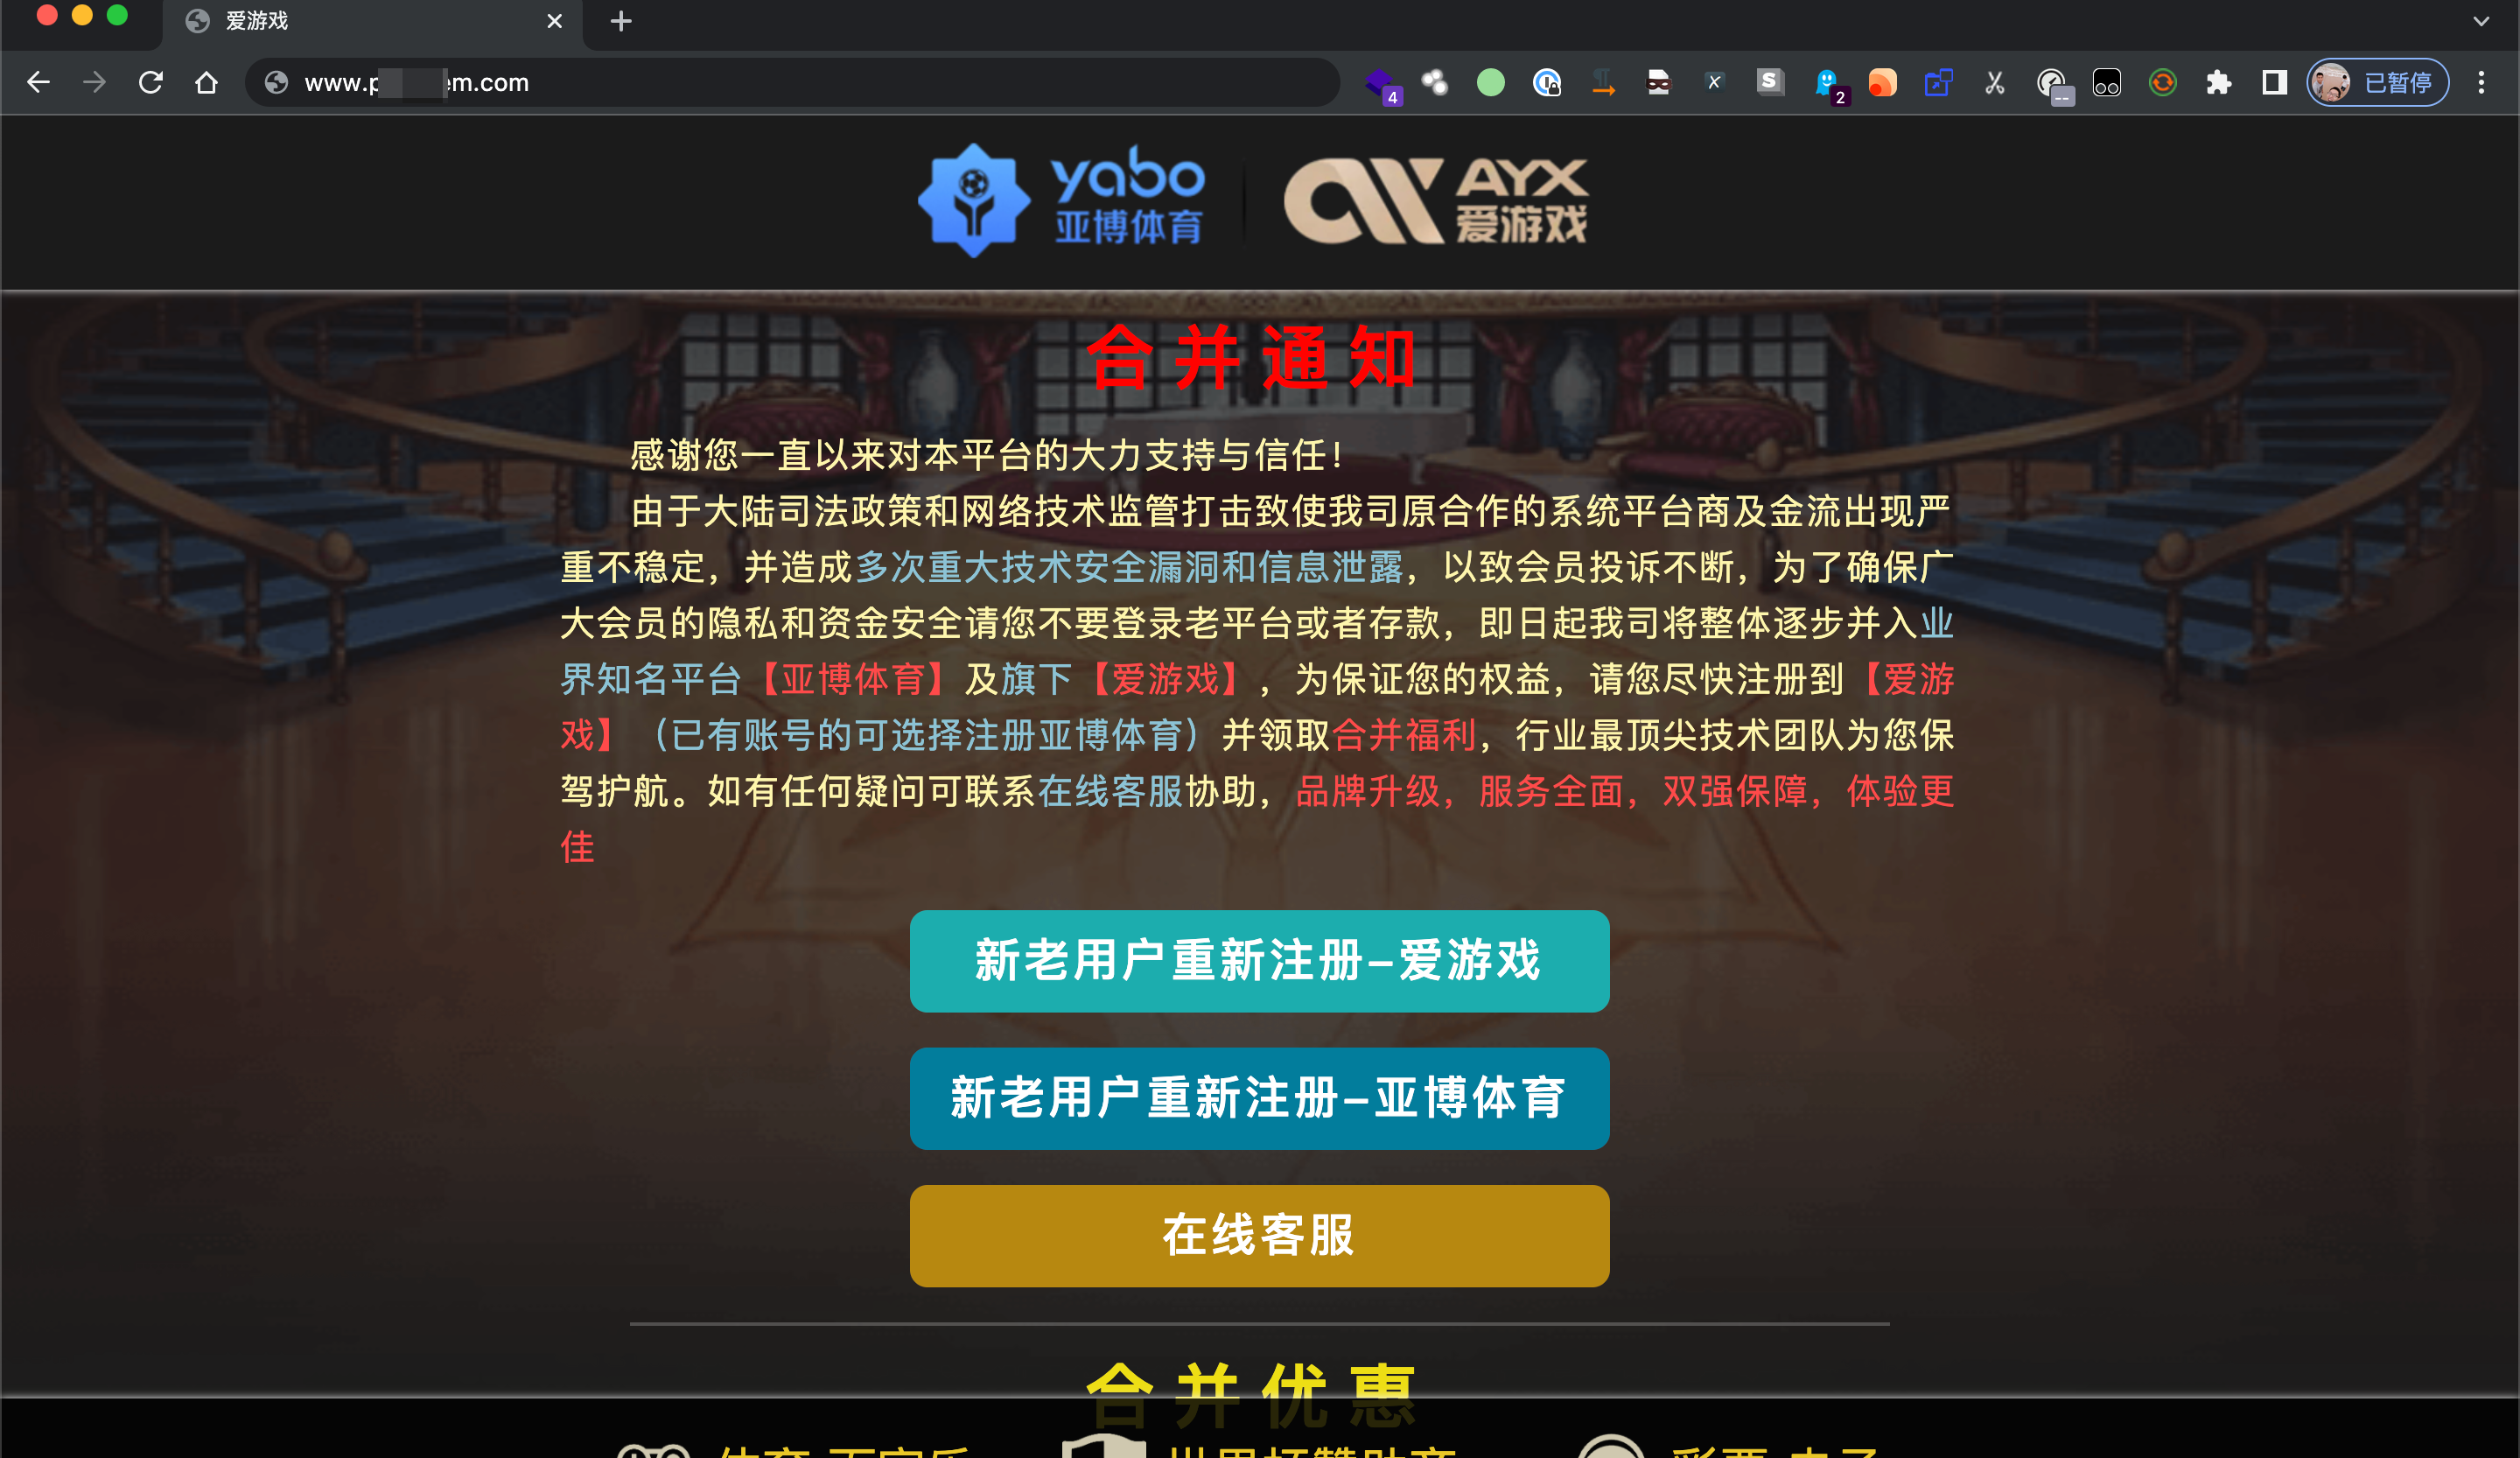 爱游戏
www.p em.com
4
2
已暂停
yabo
亚博体育
AYX
爱游戏
合并通知
感谢您一直以来对本平台的大力支持与信任！
由于大陆司法政策和网络技术监管打击致使我司原合作的系统平台商及金流出现严
重不稳定，并造成多次重大技术安全漏洞和信息泄露，以致会员投诉不断，为了确保广
大会员的隐私和资金安全请您不要登录老平台或者存款，即日起我司将整体逐步并入业
界知名平台【亚博体育】及旗下【爱游戏】，为保证您的权益，请您尽快注册到【爱游
戏】（已有账号的可选择注册亚博体育）并领取合并福利，行业最顶尖技术团队为您保
驾护航。如有任何疑问可联系在线客服协助，品牌升级，服务全面，双强保障，体验更
佳
新老用户重新注册–爱游戏
新老用户重新注册–亚博体育
在线客服
合并优惠